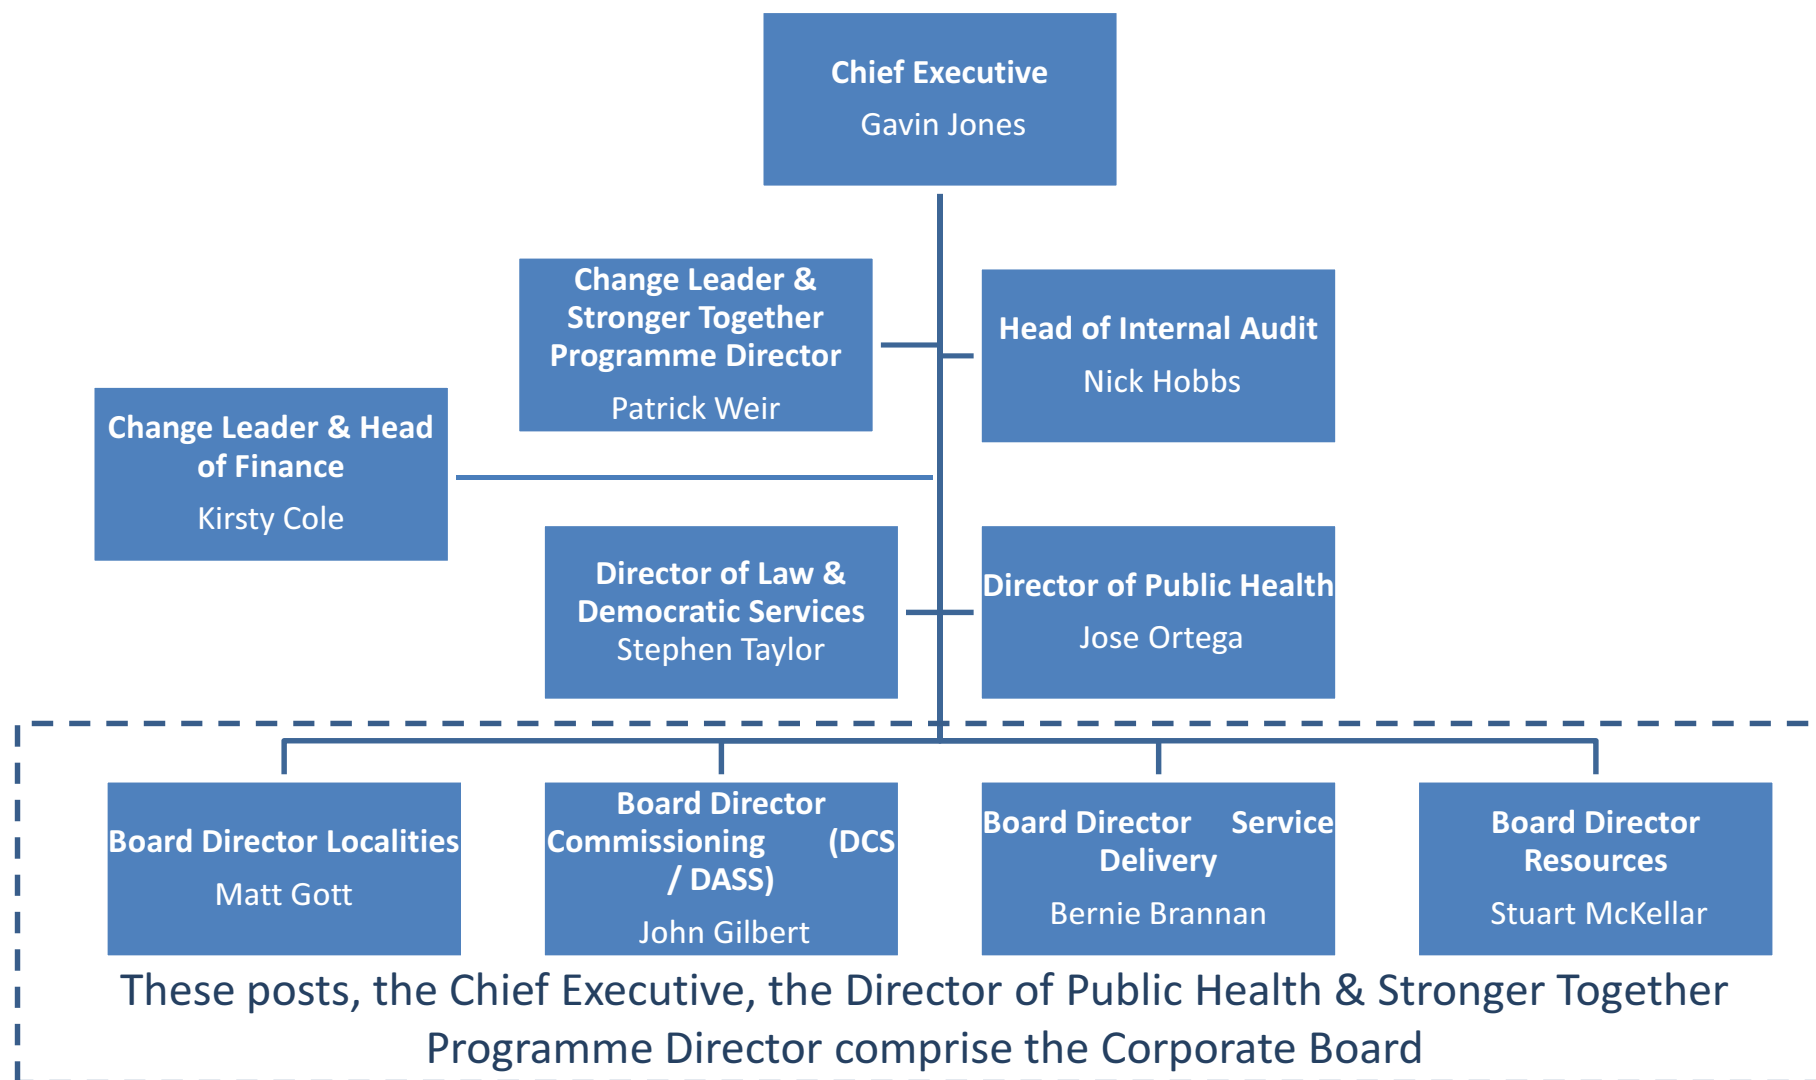 Chief Executive
Gavin Jones
Change Leader &
Stronger Together
Programme Director
Patrick Weir
Head of Internal Audit
Nick Hobbs
Change Leader & Head
of Finance
Kirsty Cole
Director of Law &
Democratic Services
Stephen Taylor
Director of Public Health
Jose Ortega
Board Director Localities
Matt Gott
Board Director
Commissioning (DCS
/ DASS)
John Gilbert
Board Director Service
Delivery
Bernie Brannan
Board Director
Resources
Stuart McKellar
These posts, the Chief Executive, the Director of Public Health & Stronger Together
Programme Director comprise the Corporate Board